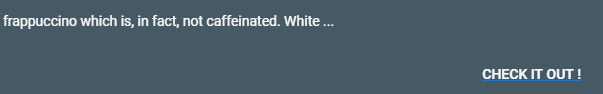 frappuccino which is, in fact, not caffeinated. White ...
CHECK IT OUT !